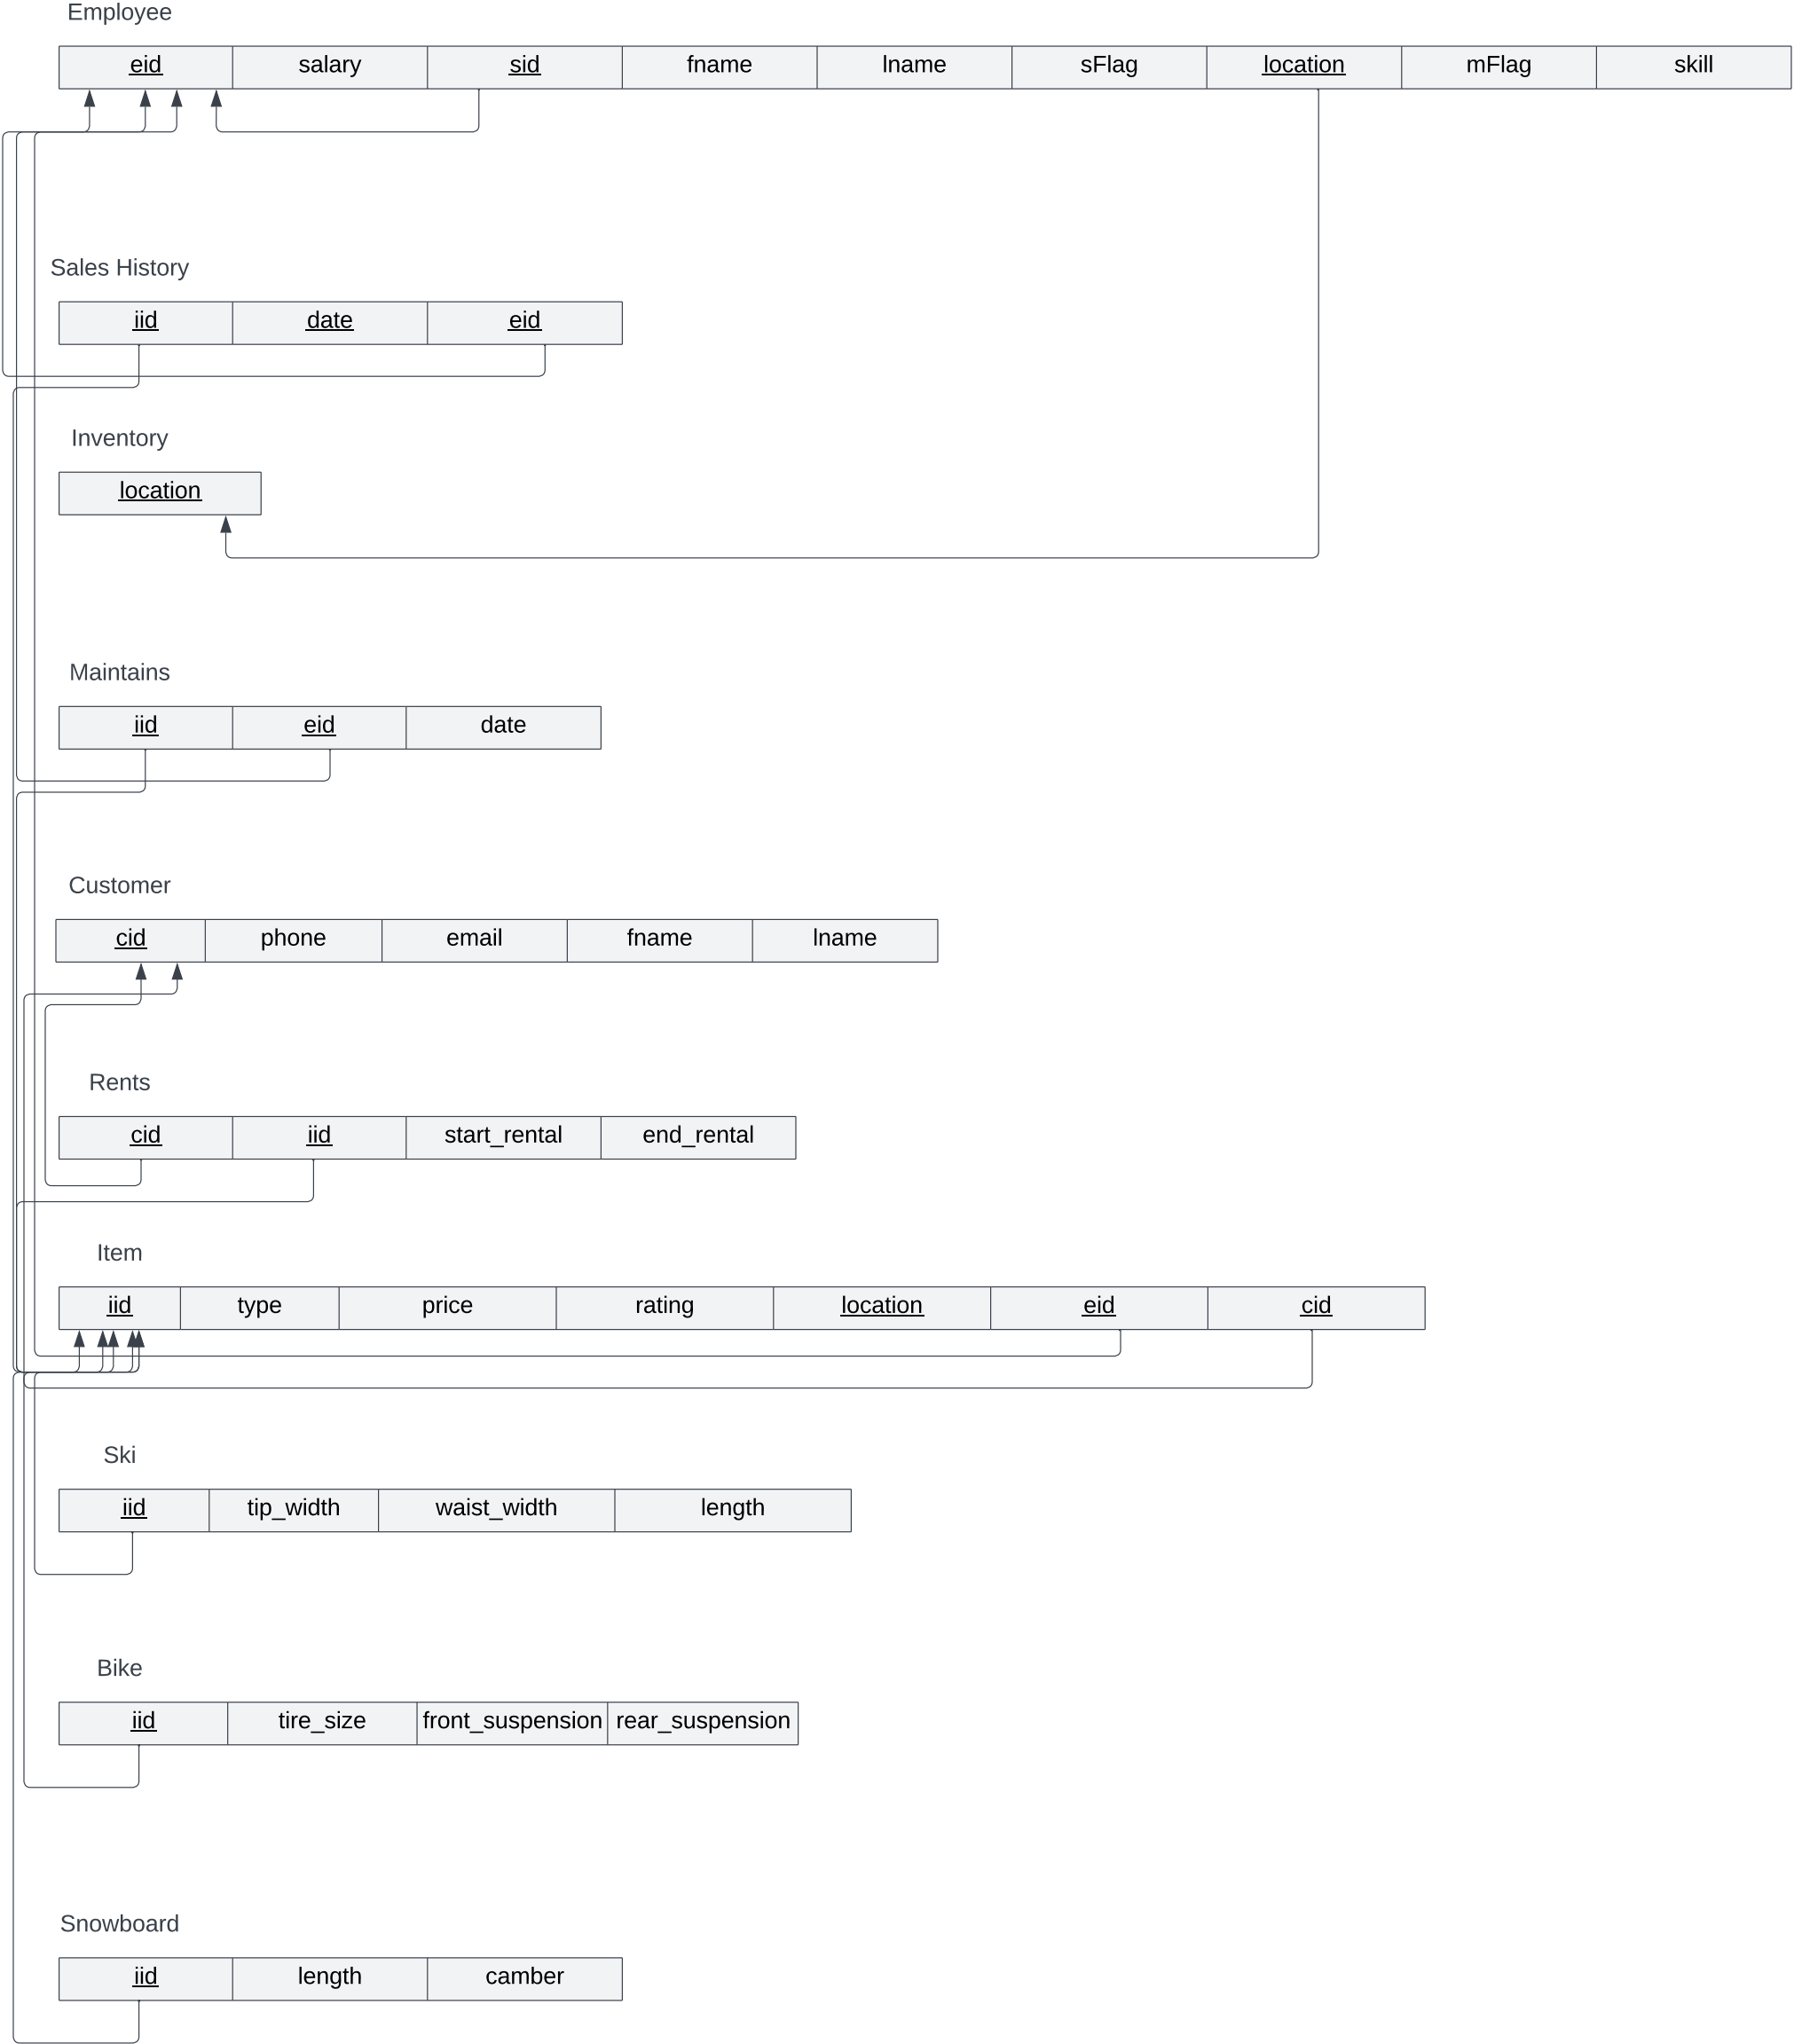 Employee
eid salary sid fname lname sFlag location mFlag skill
Sales History
iid date eid
Inventory
location
Maintains
iid eid date
Customer
cid phone email fname lname
Rents
cid iid start_rental end_rental
Item
iid type price rating location eid cid
Ski
iid tip_width waist_width length
Bike
iid tire_size front_suspension rear_suspension
Snowboard
iid length camber